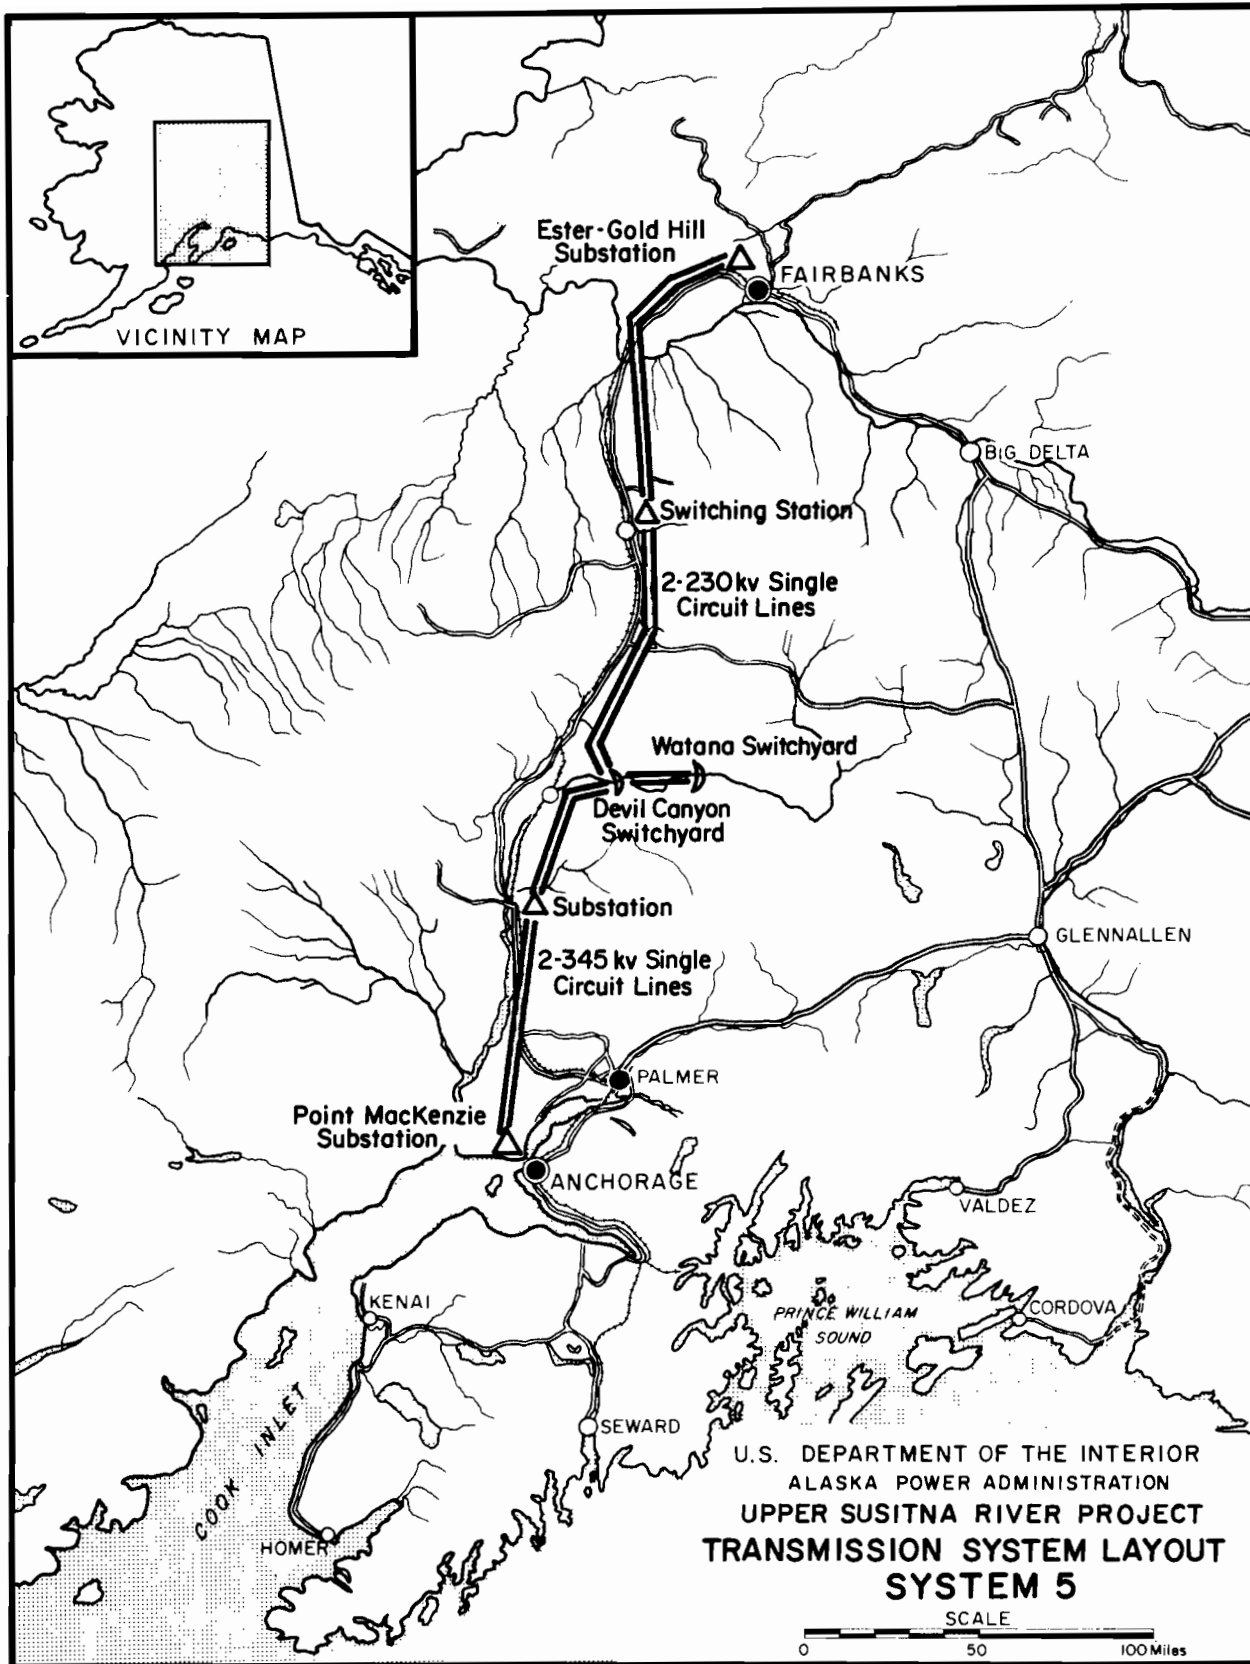 VICINITY MAP
Ester-Gold Hill
Substation
FAIRBANKS
BIG DELTA
Switching Station
2-230kv Single
Circuit Lines
Watana Switchyard
Devil Canyon
Switchyard
Substation
GLENNALLEN
2-345 kv Single
Circuit Lines
PALMER
Point MacKenzie
Substation
ANCHORAGE
VALDEZ
KENAI
PRINCE WILLIAM
SOUND
CORDOVA
COOK INLET
SEWARD
HOMER
U.S. DEPARTMENT OF THE INTERIOR
ALASKA POWER ADMINISTRATION
UPPER SUSITNA RIVER PROJECT
TRANSMISSION SYSTEM LAYOUT
SYSTEM 5
SCALE
0 50 100 Miles